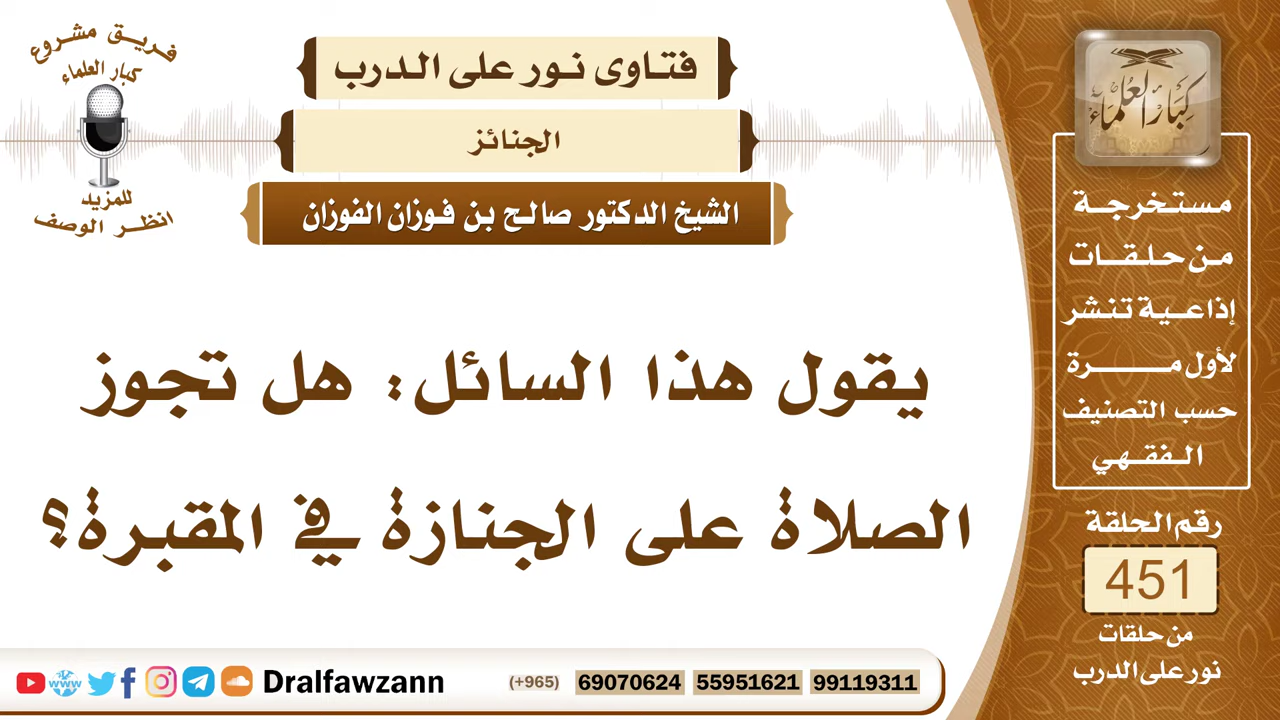 فريق مشروع
كبار العلماء
للمزيد
انظر الوصف
فتاوى نور على الدرب
الجنائز
الشيخ الدكتور صالح بن فوزان الفوزان
يقول هذا السائل: هل تجوز
الصلاة على الجنازة في المقبرة؟
كبار العلماء
مستخرجة
من حلقات
إذاعية تنشر
لأول مرة
حسب التصنيف
الفقهي
رقم الحلقة
451
من حلقات
نور على الدرب
www
Dralfawzann (+965) 69070624 55951621 99119311